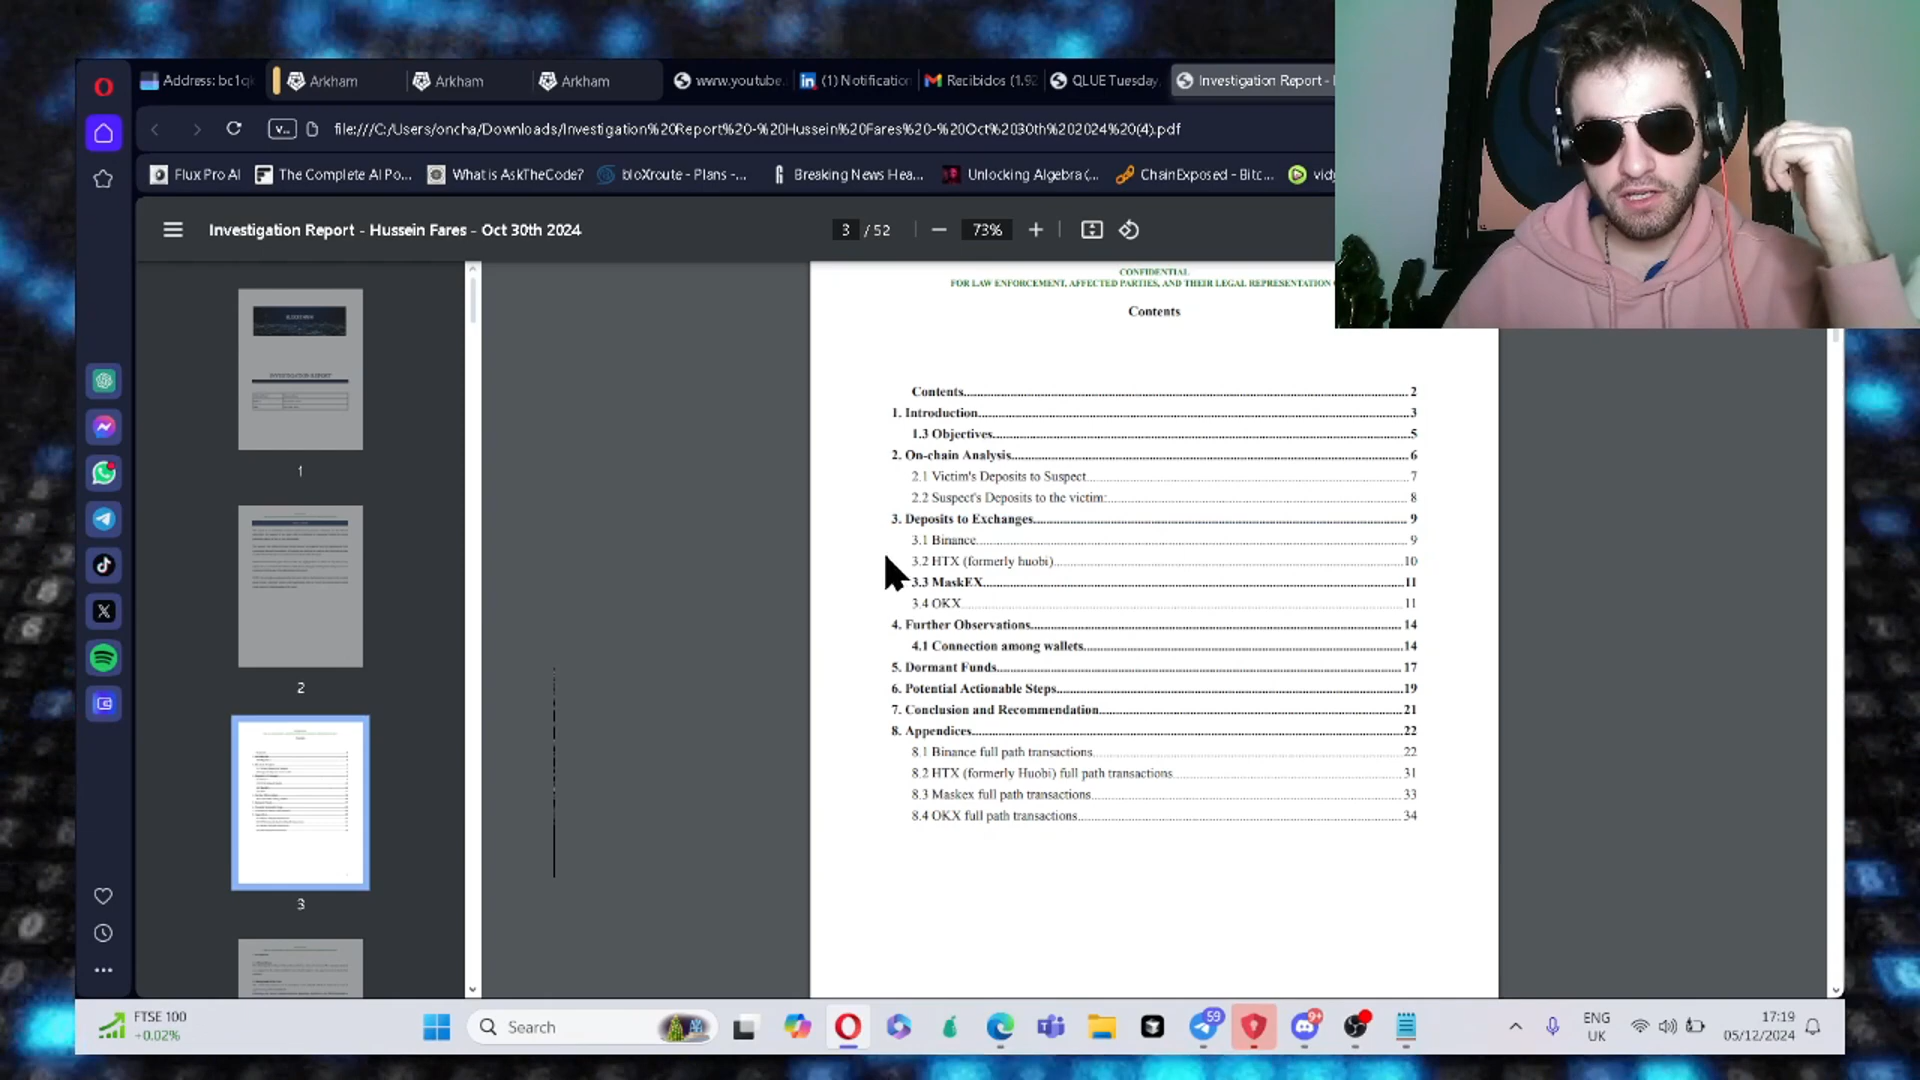 Address: bc1q
Arkham
Arkham
Arkham
www.youtube.
(1) Notification
Recibidos (1.92
QLUE Tuesday,
Investigation Report -
v...
file:///C:/Users/oncha/Downloads/Investigation%20Report%20-%20Hussein%20Fares%20-%20Oct%2030th%202024%20(4).pdf
Flux Pro AI
The Complete AI Po...
What is AskTheCode?
bloXroute - Plans -...
Breaking News Hea...
Unlocking Algebra (...
ChainExposed - Bitc...
vid
Investigation Report - Hussein Fares - Oct 30th 2024
3 / 52
73%
INVESTIGATION REPORT
1
2
3
CONFIDENTIAL
FOR LAW ENFORCEMENT, AFFECTED PARTIES, AND THEIR LEGAL REPRESENTATION
Contents
Contents 2
1. Introduction 3
1.3 Objectives 5
2. On-chain Analysis 6
2.1 Victim's Deposits to Suspect 7
2.2 Suspect's Deposits to the victim: 8
3. Deposits to Exchanges 9
3.1 Binance 9
3.2 HTX (formerly huobi) 10
3.3 MaskEX 11
3.4 OKX 11
4. Further Observations 14
4.1 Connection among wallets 14
5. Dormant Funds 17
6. Potential Actionable Steps 19
7. Conclusion and Recommendation 21
8. Appendices 22
8.1 Binance full path transactions 22
8.2 HTX (formerly Huobi) full path transactions 31
8.3 Maskex full path transactions 33
8.4 OKX full path transactions 34
FTSE 100
+0.02%
Search
59
9+
ENG
UK
17:19
05/12/2024